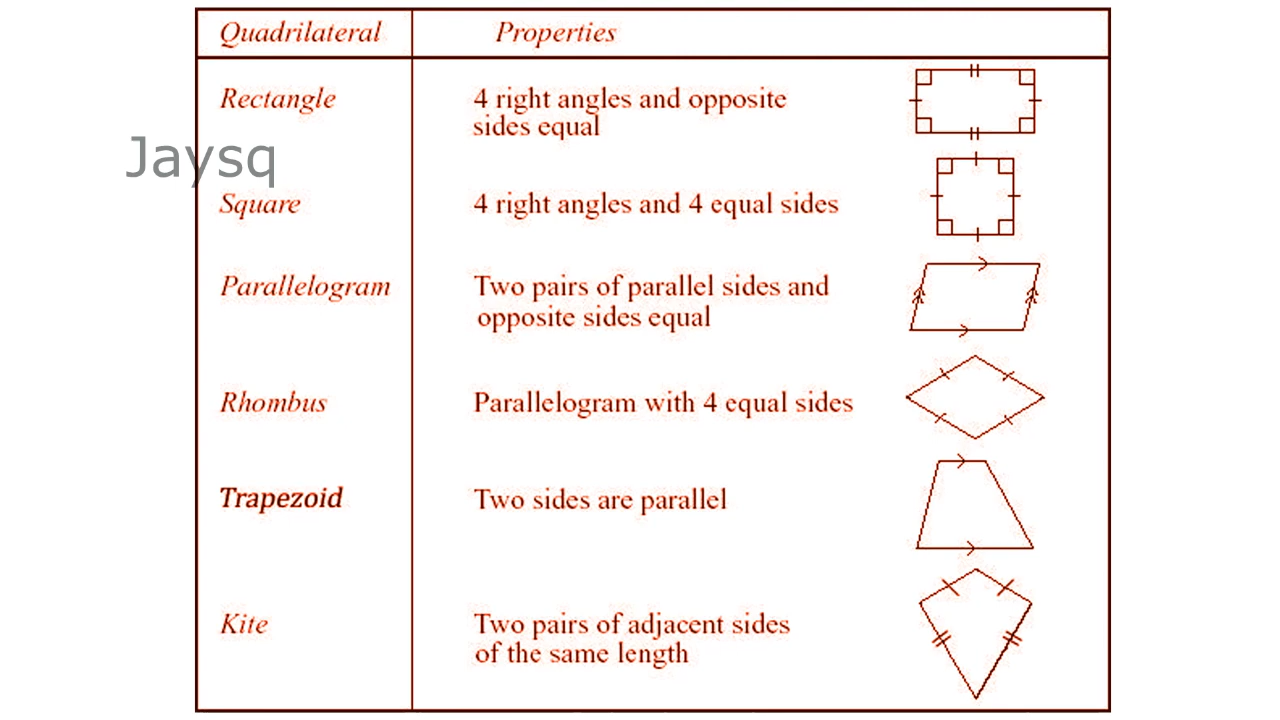 Quadrilateral Properties
Rectangle 4 right angles and opposite
sides equal
Jaysq
Square 4 right angles and 4 equal sides
Parallelogram Two pairs of parallel sides and
opposite sides equal
Rhombus Parallelogram with 4 equal sides
Trapezoid Two sides are parallel
Kite Two pairs of adjacent sides
of the same length